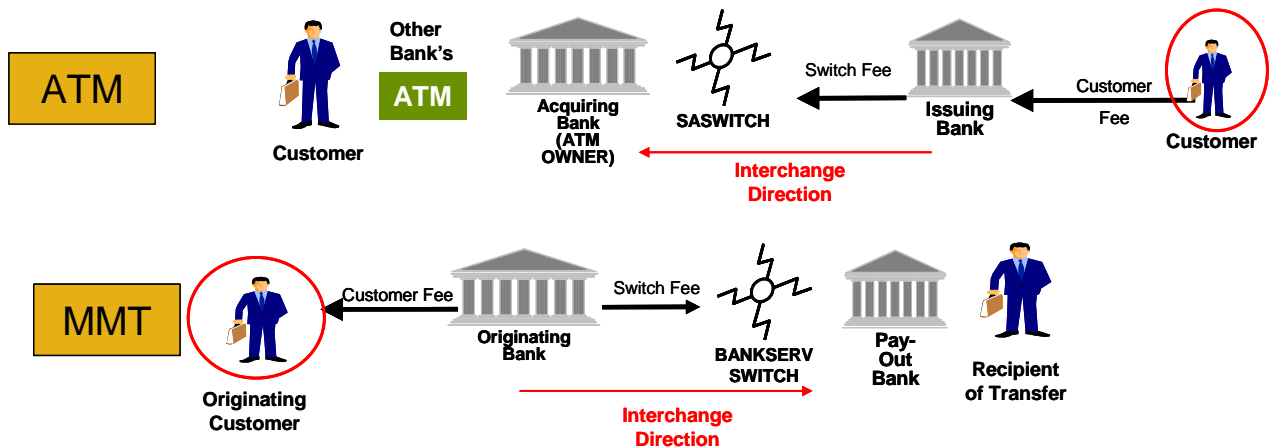 ATM
Customer
Other
Bank's
ATM
Acquiring
Bank
(ATM
OWNER)
SASWITCH
Switch Fee
Issuing
Bank
Customer
Fee
Customer
Interchange
Direction
MMT
Originating
Customer
Customer Fee
Originating
Bank
Switch Fee
BANKSERV
SWITCH
Pay-
Out
Bank
Recipient
of Transfer
Interchange
Direction